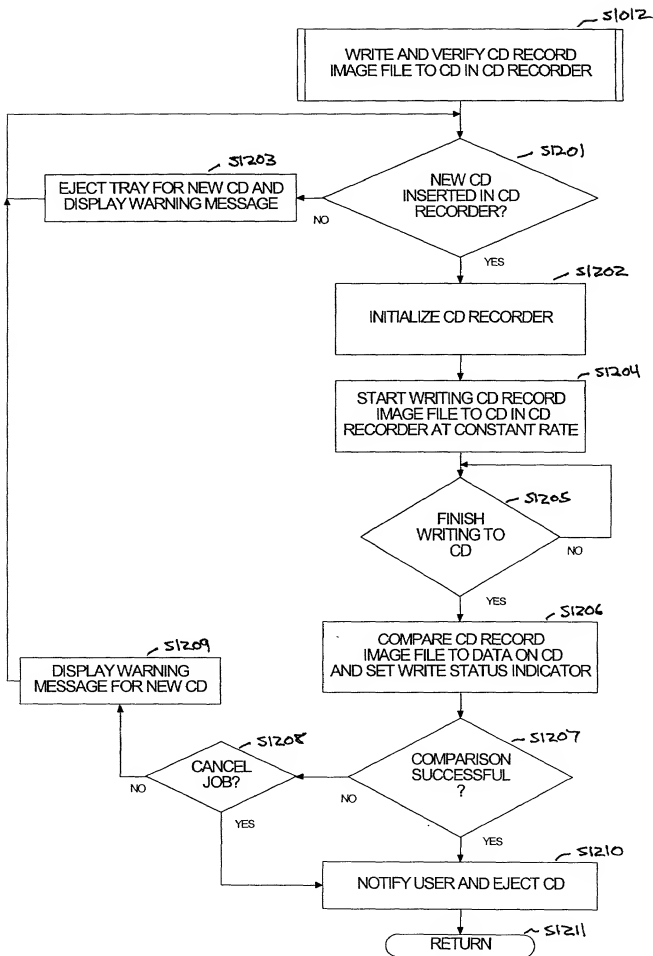 S1012
WRITE AND VERIFY CD RECORD
IMAGE FILE TO CD IN CD RECORDER
S1201
NEW CD
INSERTED IN CD
RECORDER?
NO
YES
S1203
EJECT TRAY FOR NEW CD AND
DISPLAY WARNING MESSAGE
S1202
INITIALIZE CD RECORDER
S1204
START WRITING CD RECORD
IMAGE FILE TO CD IN CD
RECORDER AT CONSTANT RATE
S1205
FINISH
WRITING TO
CD
NO
YES
S1206
COMPARE CD RECORD
IMAGE FILE TO DATA ON CD
AND SET WRITE STATUS INDICATOR
S1207
COMPARISON
SUCCESSFUL
?
NO
YES
S1208
CANCEL
JOB?
NO
YES
S1209
DISPLAY WARNING
MESSAGE FOR NEW CD
S1210
NOTIFY USER AND EJECT CD
S1211
RETURN